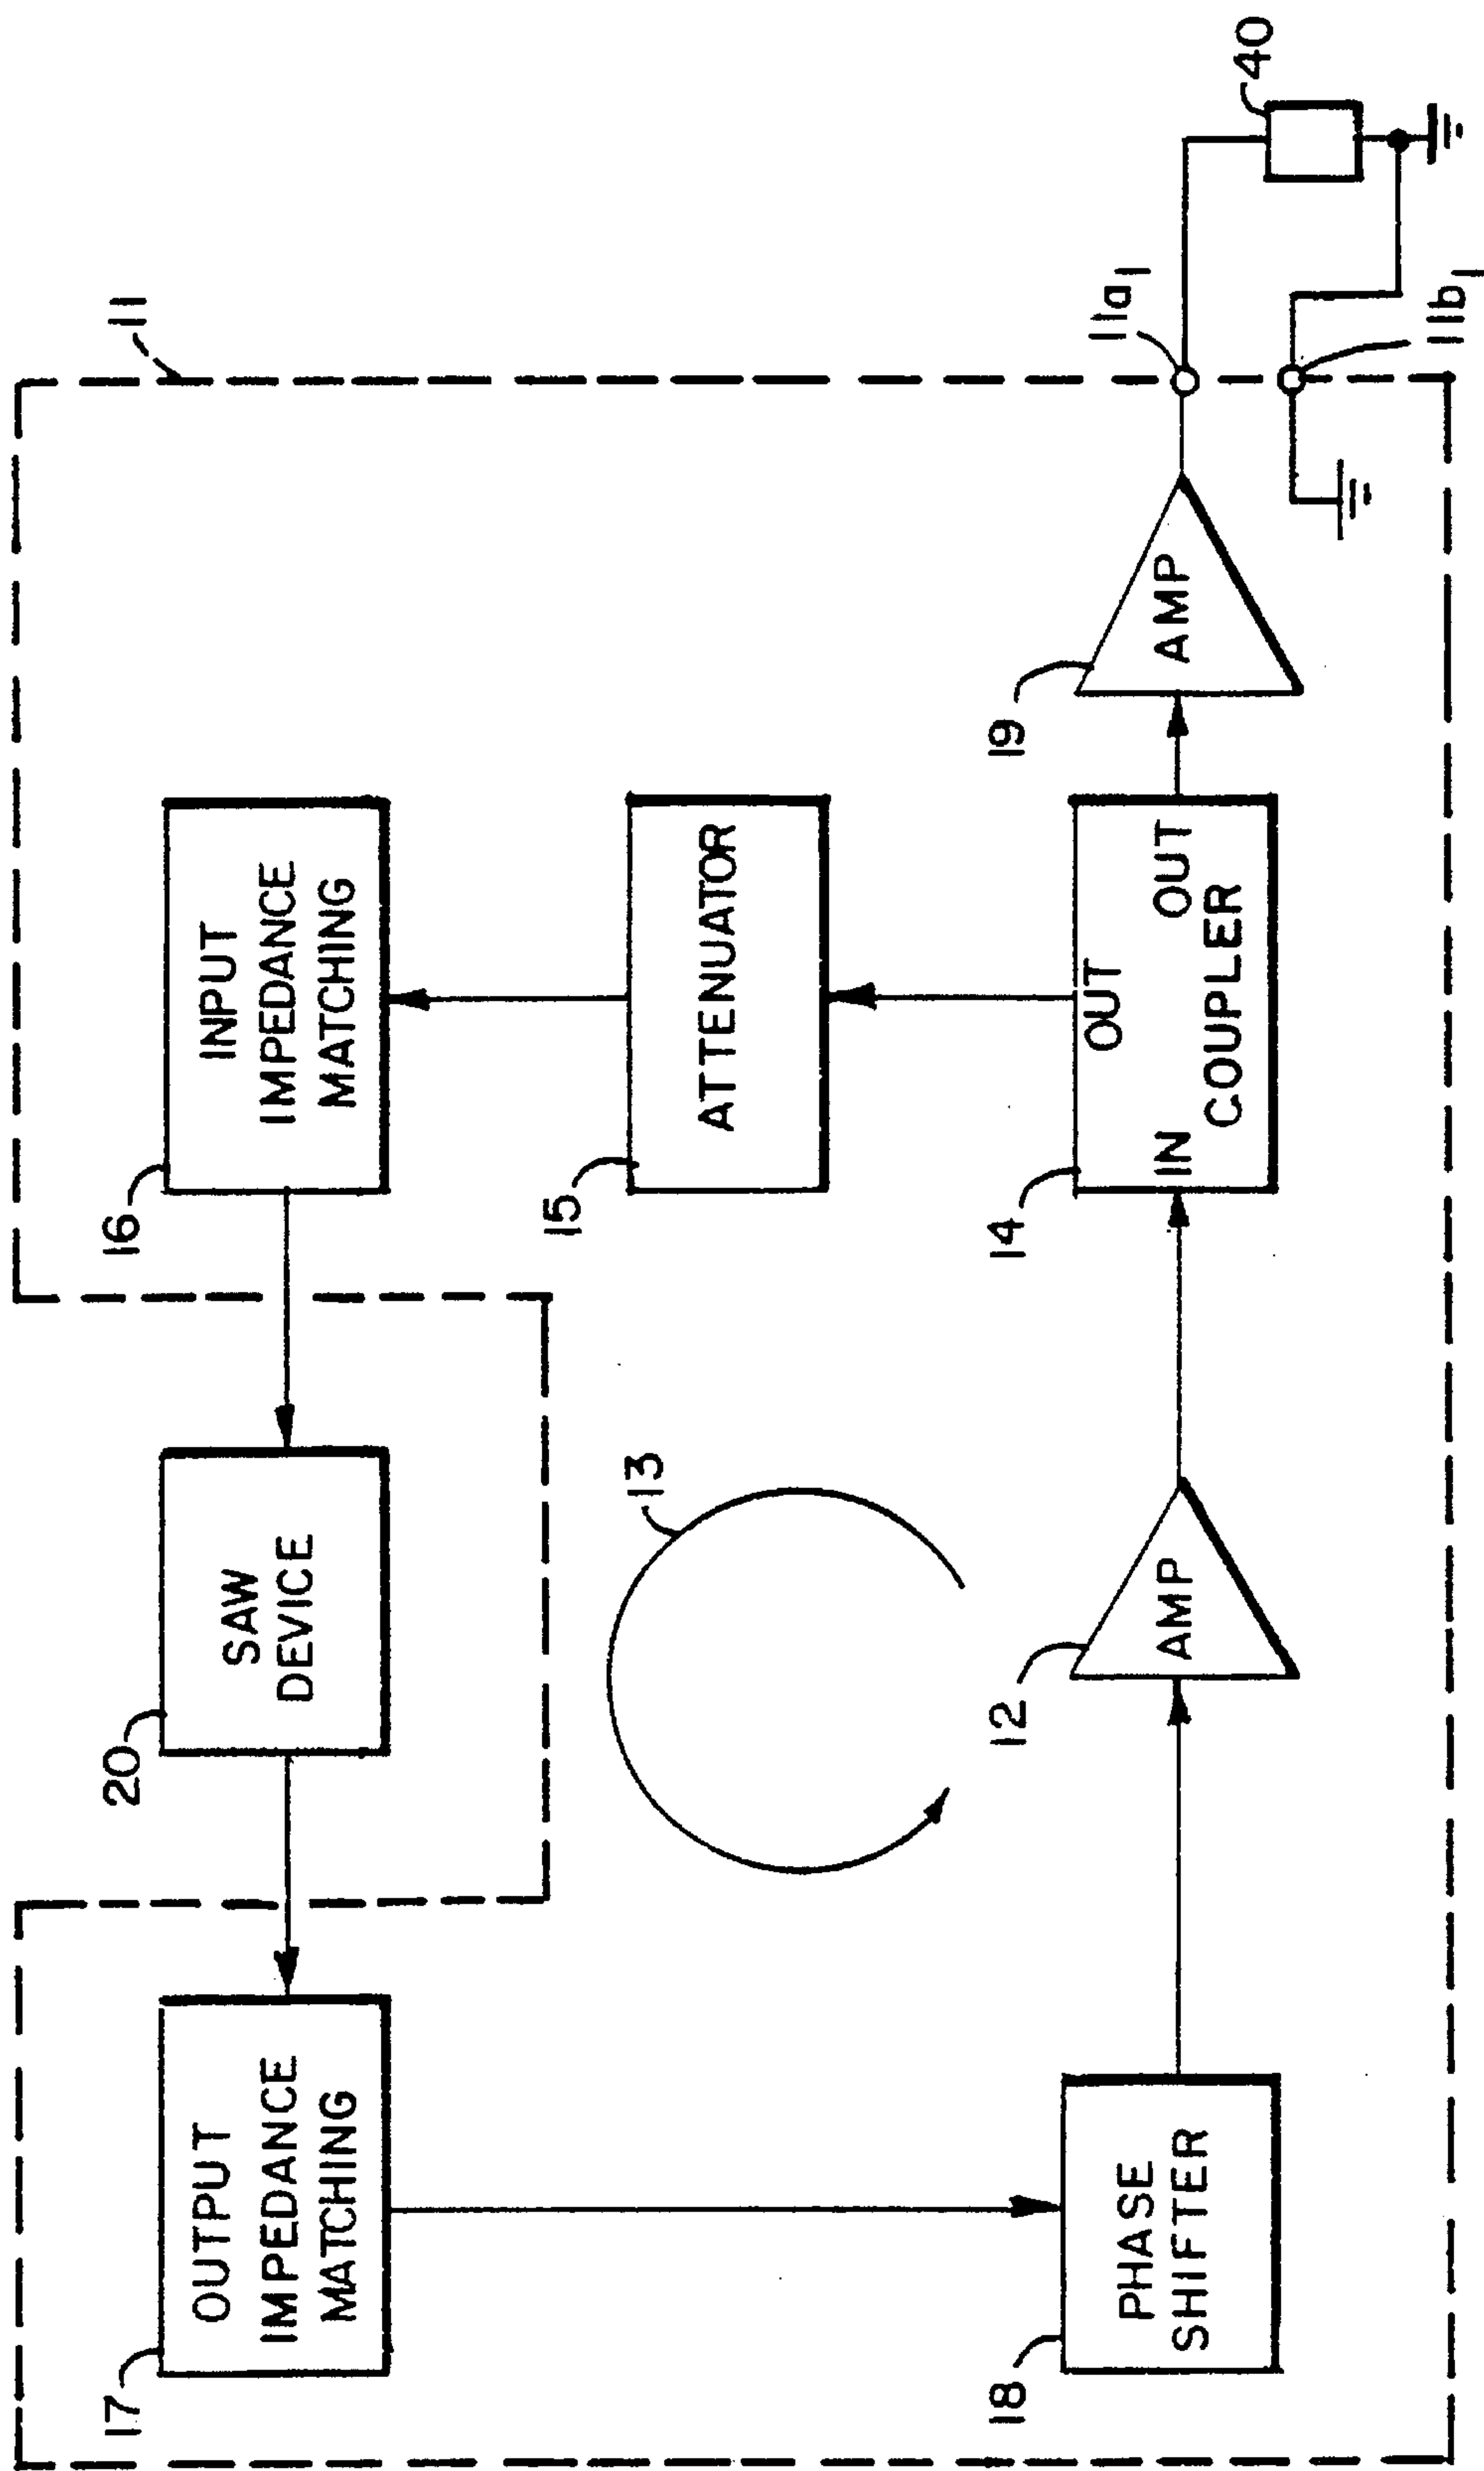 11
17
OUTPUT
IMPEDANCE
MATCHING
20
SAW
DEVICE
16
INPUT
IMPEDANCE
MATCHING
13
15
ATTENUATOR
18
PHASE
SHIFTER
12
AMP
14
OUT
IN
OUT
COUPLER
19
AMP
11a1
11b1
40